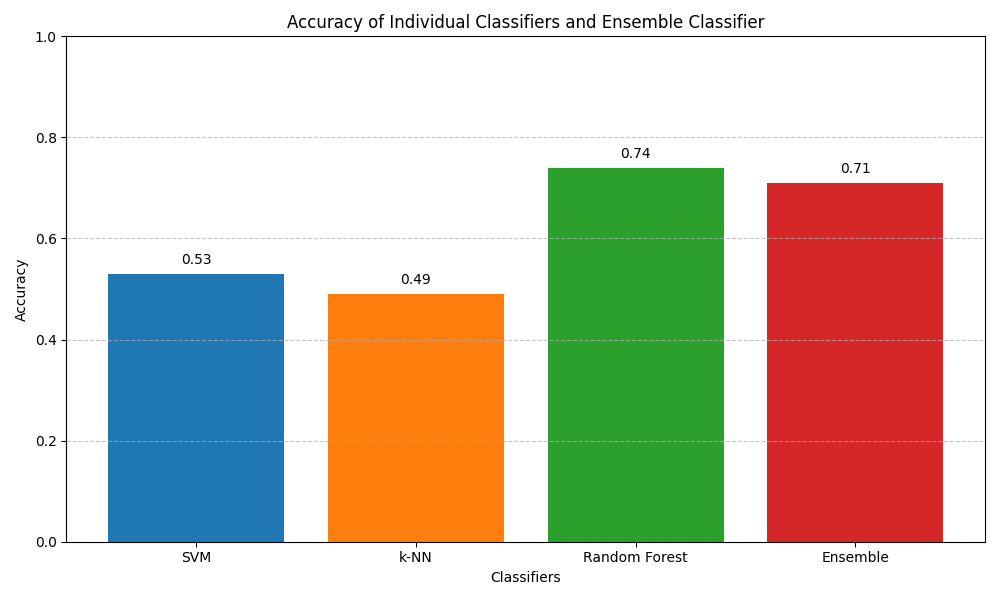 Accuracy of Individual Classifiers and Ensemble Classifier
1.0
0.8
0.6
0.4
0.2
0.0
Accuracy
0.53
0.49
0.74
0.71
SVM
k-NN
Random Forest
Ensemble
Classifiers